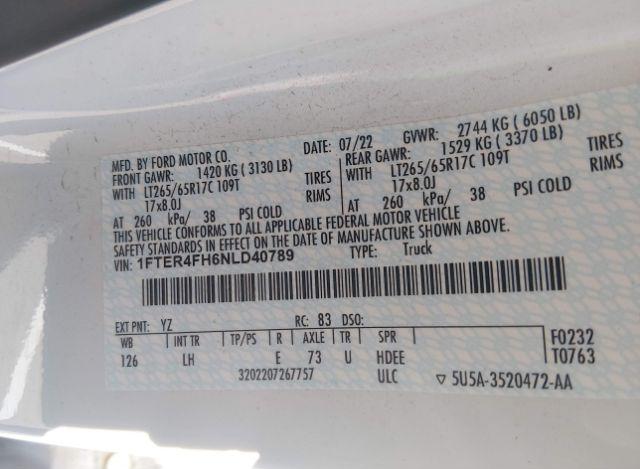 MFD. BY FORD MOTOR CO.
DATE: 07/22 GVWR: 2744 KG ( 6050 LB)
FRONT GAWR: 1420 KG ( 3130 LB) REAR GAWR: 1529 KG ( 3370 LB)
WITH LT265/65R17C 109T TIRES WITH LT265/65R17C 109T TIRES
17x8.0J RIMS 17x8.0J RIMS
AT 260 kPa/ 38 PSI COLD AT 260 kPa/ 38 PSI COLD
THIS VEHICLE CONFORMS TO ALL APPLICABLE FEDERAL MOTOR VEHICLE
SAFETY STANDARDS IN EFFECT ON THE DATE OF MANUFACTURE SHOWN ABOVE.
VIN: 1FTER4FH6NLD40789 TYPE: Truck
EXT PNT: YZ RC: 83 DSO:
WB INT TR TP/PS R AXLE TR SPR F0232
126 LH E 73 U HDEE T0763
3202207267757 ULC ▽ 5U5A-3520472-AA